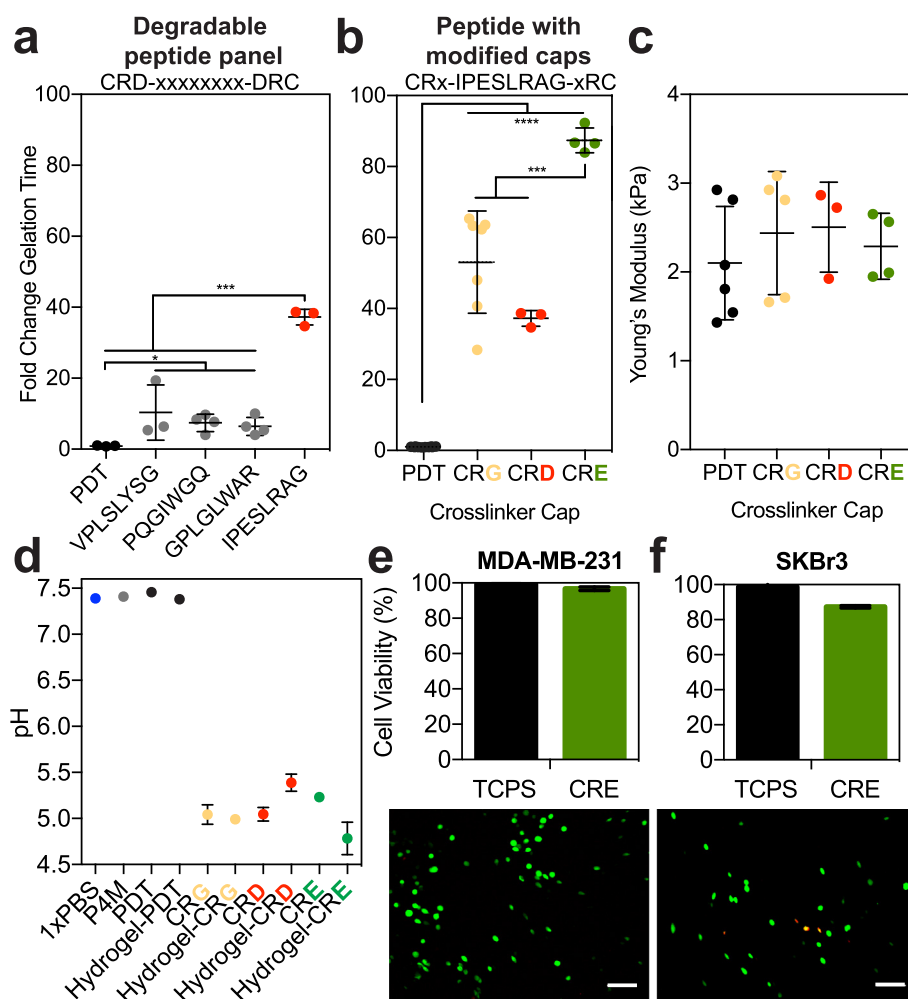 a
Degradable
peptide panel
CRD-xxxxxxxx-DRC
Fold Change Gelation Time
100
80
60
40
20
0
***
*
PDT
VPLSLYSG
PQGIWGQ
GPLGLWAR
IPESLRAG
b
Peptide with
modified caps
CRx-IPESLRAG-xRC
100
80
60
40
20
0
****
***
PDT CRG CRD CRE
Crosslinker Cap
c
Young's Modulus (kPa)
4
3
2
1
0
PDT CRG CRD CRE
Crosslinker Cap
d
pH
7.5
7.0
6.5
6.0
5.5
5.0
4.5
1xPBS
P4M
PDT
Hydrogel-PDT
CRG
Hydrogel-CRG
CRD
Hydrogel-CRD
CRE
Hydrogel-CRE
e
MDA-MB-231
Cell Viability (%)
100
80
60
40
20
0
TCPS CRE
f
SKBr3
100
80
60
40
20
0
TCPS CRE